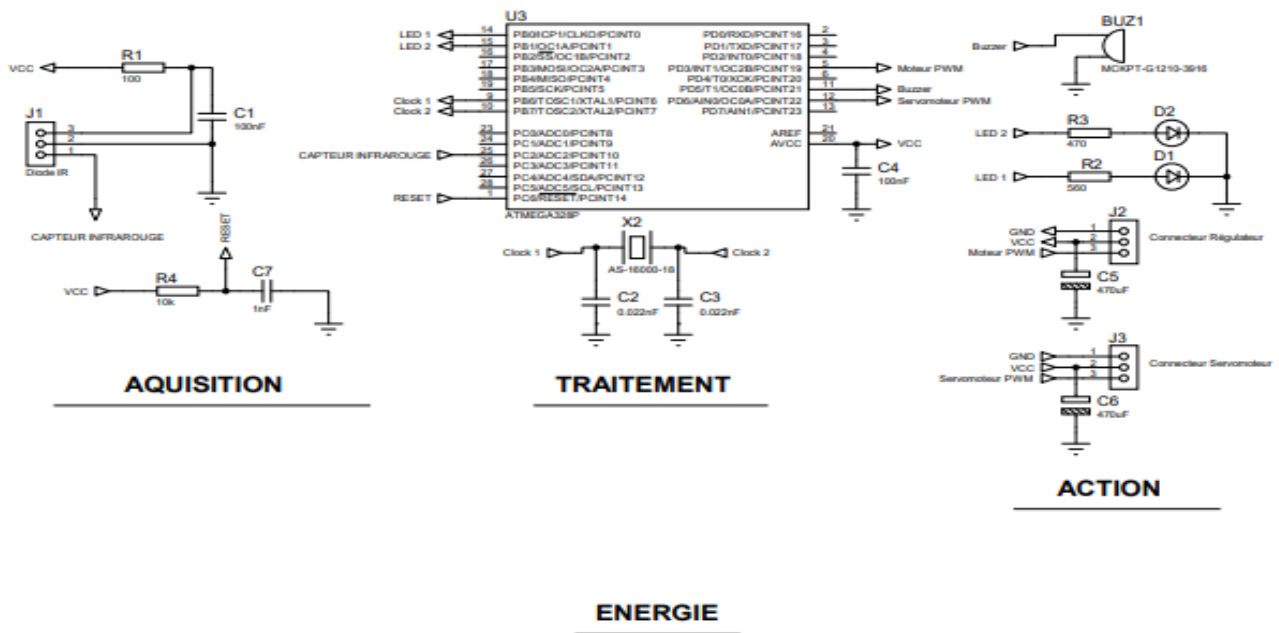 R1
VCC
100
C1
100nF
J1
3
2
1
Diode IR
CAPTEUR INFRAROUGE
RESET
R4
C7
VCC
10k
1nF
AQUISITION
U3
LED 1 14 PB0/ICP1/CLKO/PCINT0 PD0/RXD/PCINT16 2
LED 2 15 PB1/OC1A/PCINT1 PD1/TXD/PCINT17 3
16 PB2/SS/OC1B/PCINT2 PD2/INT0/PCINT18 4
17 PB3/MOSI/OC2A/PCINT3 PD3/INT1/OC2B/PCINT19 5 Moteur PWM
18 PB4/MISO/PCINT4 PD4/T0/XCK/PCINT20 6
19 PB5/SCK/PCINT5 PD5/T1/OC0B/PCINT21 11 Buzzer
Clock 1 9 PB6/TOSC1/XTAL1/PCINT6 PD6/AIN0/OC0A/PCINT22 12 Servomoteur PWM
Clock 2 10 PB7/TOSC2/XTAL2/PCINT7 PD7/AIN1/PCINT23 13
23 PC0/ADC0/PCINT8 AREF 21
24 PC1/ADC1/PCINT9 AVCC 20 VCC
CAPTEUR INFRAROUGE 25 PC2/ADC2/PCINT10
26 PC3/ADC3/PCINT11
27 PC4/ADC4/SDA/PCINT12
28 PC5/ADC5/SCL/PCINT13
RESET 1 PC6/RESET/PCINT14
ATMEGA328P
C4
100nF
X2
Clock 1
Clock 2
AS-16000-18
C2
0.022nF
C3
0.022nF
TRAITEMENT
BUZ1
Buzzer
MCKPT-G1210-3916
R3
D2
LED 2
470
R2
D1
LED 1
560
J2
GND 1
VCC 2
Moteur PWM 3
Connecteur Régulateur
C5
470uF
J3
GND 1
VCC 2
Servomoteur PWM 3
Connecteur Servomoteur
C6
470uF
ACTION
ENERGIE